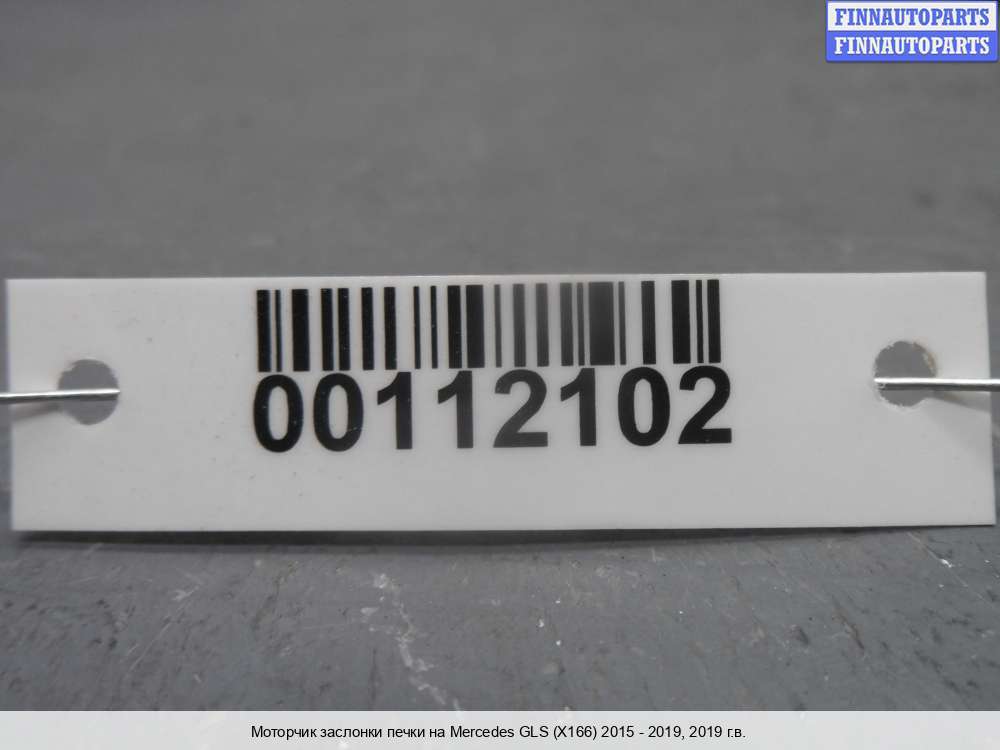 FINNAUTOPARTS
FINNAUTOPARTS
00112102
Моторчик заслонки печки на Mercedes GLS (X166) 2015 - 2019, 2019 г.в.